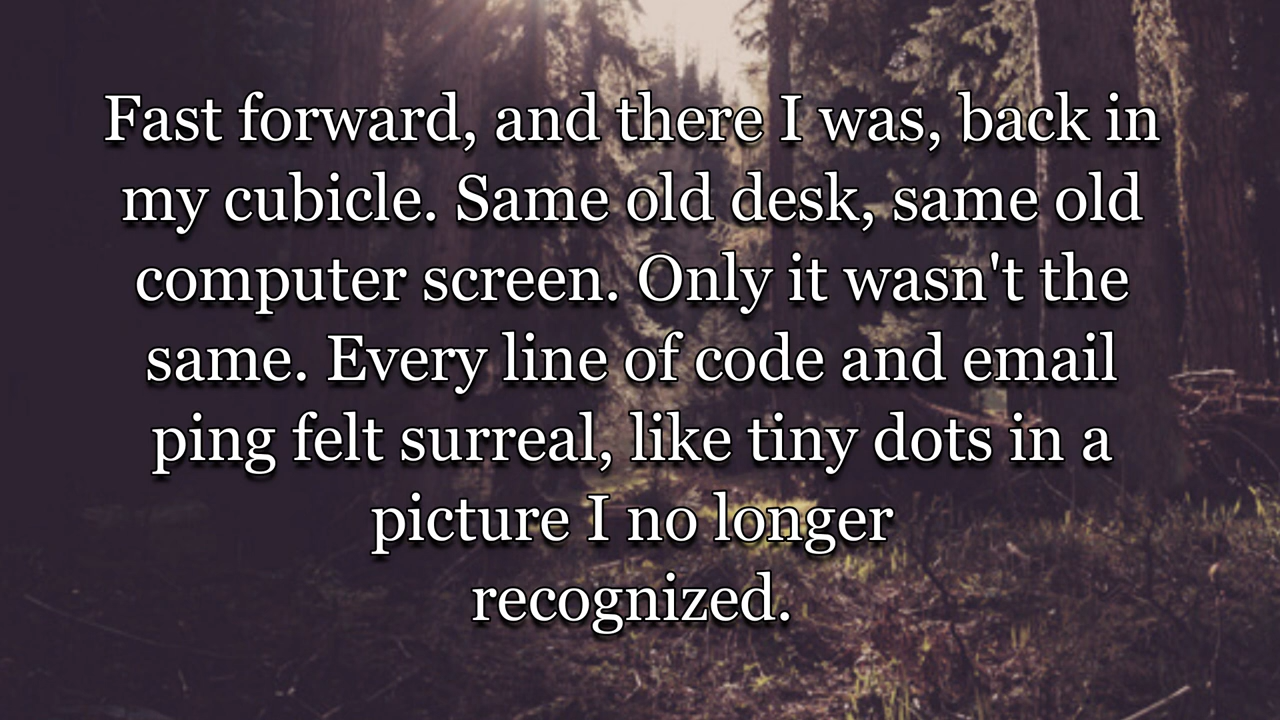 Fast forward, and there I was, back in
my cubicle. Same old desk, same old
computer screen. Only it wasn't the
same. Every line of code and email
ping felt surreal, like tiny dots in a
picture I no longer
recognized.